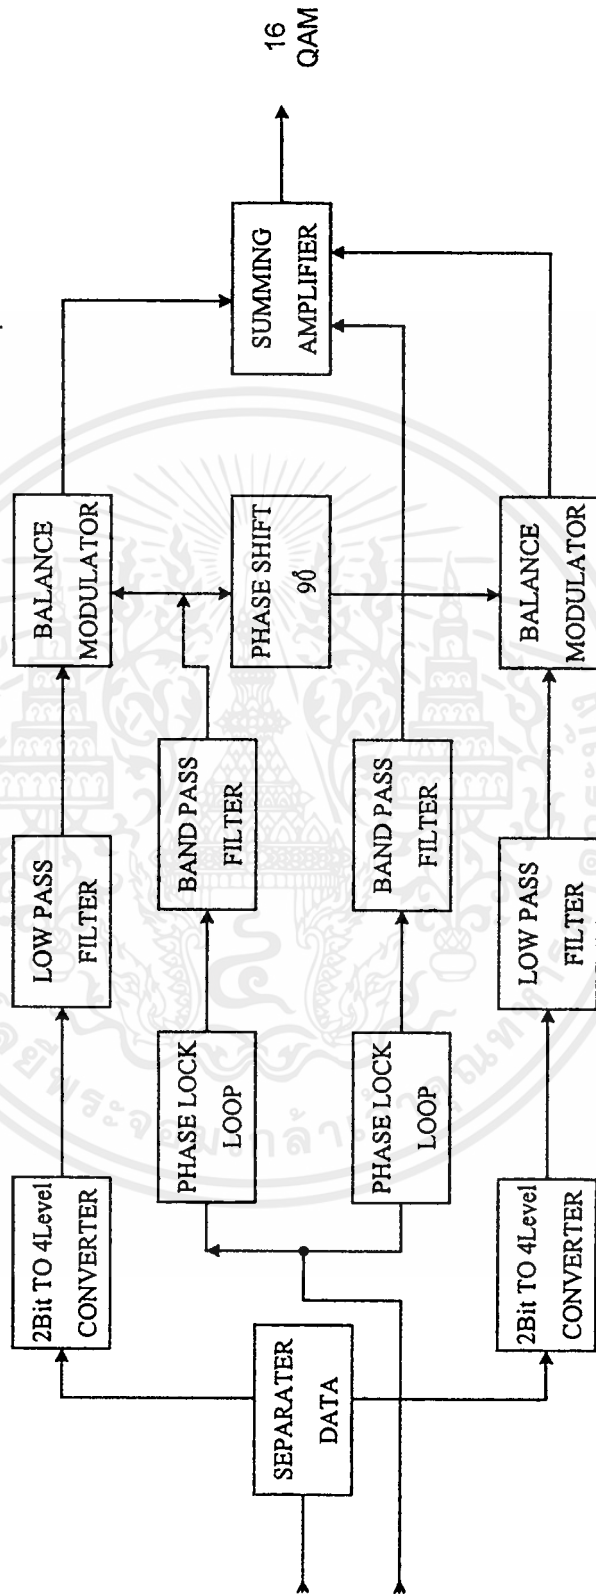 SEPARATER
DATA
2Bit TO 4Level
CONVERTER
LOW PASS
FILTER
BALANCE
MODULATOR
PHASE LOCK
LOOP
BAND PASS
FILTER
PHASE SHIFT
90̊
PHASE LOCK
LOOP
BAND PASS
FILTER
2Bit TO 4Level
CONVERTER
LOW PASS
FILTER
BALANCE
MODULATOR
SUMMING
AMPLIFIER
16
QAM